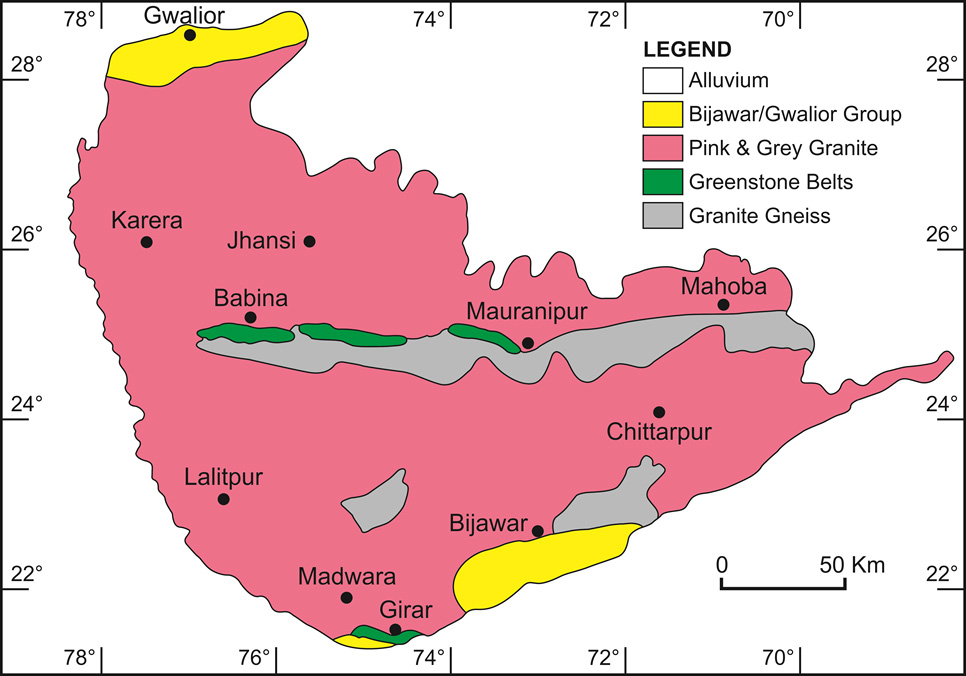 78°
Gwalior
74°
72°
70°
28°
28°
LEGEND
Alluvium
Bijawar/Gwalior Group
Pink & Grey Granite
Greenstone Belts
Granite Gneiss
Karera
Jhansi
26°
26°
Babina
Mauranipur
Mahoba
24°
24°
Chittarpur
Lalitpur
Bijawar
0 50 Km
22°
22°
Madwara
Girar
78°
76°
74°
72°
70°